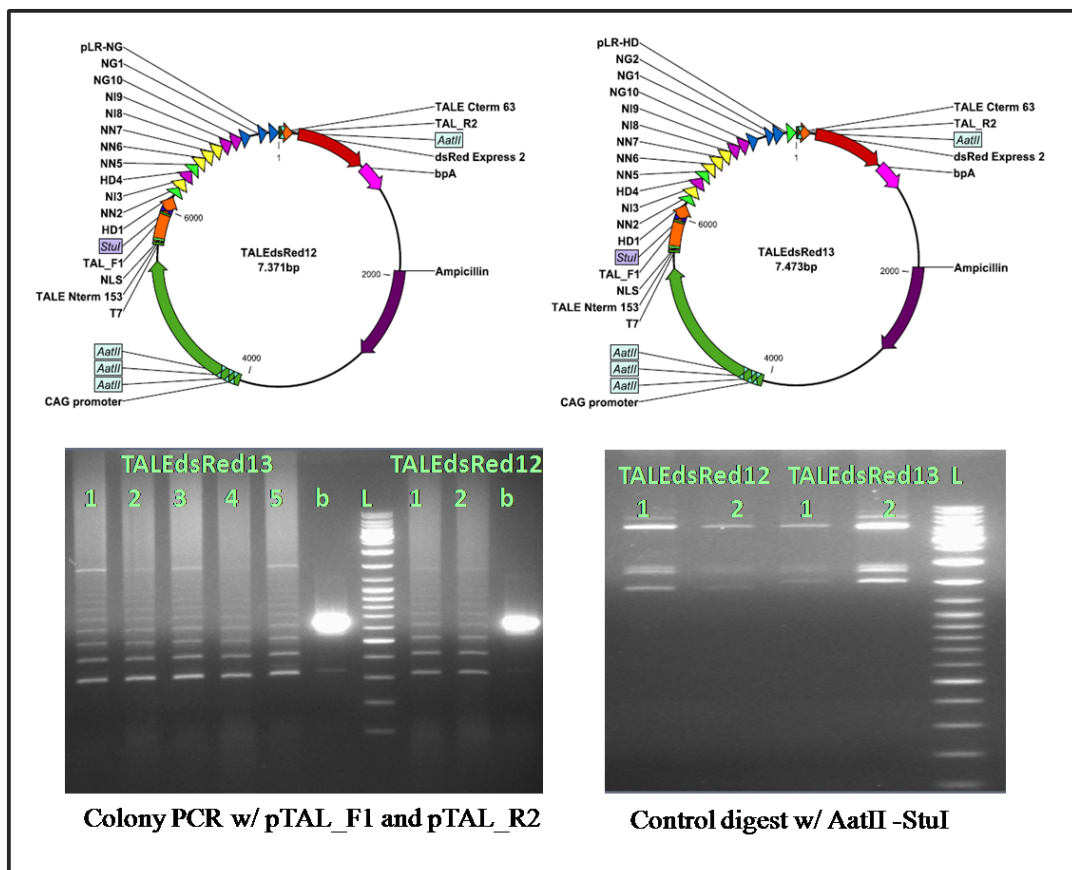 pLR-NG
NG1
NG10
NI9
NI8
NN7
NN6
NN5
HD4
NI3
NN2
HD1
StuI
TAL_F1
NLS
TALE Nterm 153
T7
AatII
AatII
AatII
CAG promoter
TALE Cterm 63
TAL_R2
AatII
dsRed Express 2
bpA
Ampicillin
1
2000
4000
6000
TALEdsRed12
7.371bp
pLR-HD
NG2
NG1
NG10
NI9
NI8
NN7
NN6
NN5
HD4
NI3
NN2
HD1
StuI
TAL_F1
NLS
TALE Nterm 153
T7
AatII
AatII
AatII
CAG promoter
TALE Cterm 63
TAL_R2
AatII
dsRed Express 2
bpA
Ampicillin
1
2000
4000
6000
TALEdsRed13
7.473bp
TALEdsRed13 TALEdsRed12
1 2 3 4 5 b L 1 2 b
Colony PCR w/ pTAL_F1 and pTAL_R2
TALEdsRed12 TALEdsRed13 L
1 2 1 2
Control digest w/ AatII -StuI